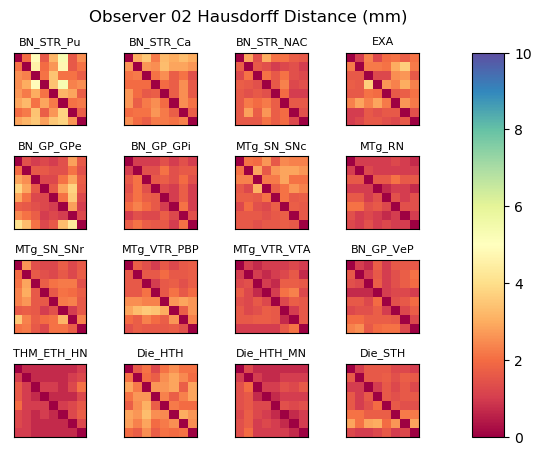 Observer 02 Hausdorff Distance (mm)
BN_STR_Pu BN_STR_Ca BN_STR_NAC EXA
BN_GP_GPe BN_GP_GPi MTg_SN_SNc MTg_RN
MTg_SN_SNr MTg_VTR_PBP MTg_VTR_VTA BN_GP_VeP
THM_ETH_HN Die_HTH Die_HTH_MN Die_STH
10
8
6
4
2
0